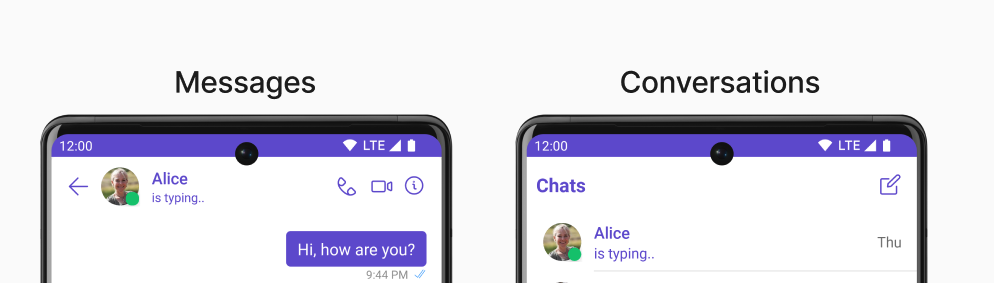 Messages
Conversations
12:00 LTE
Alice
is typing..
Hi, how are you?
9:44 PM
12:00 LTE
Chats
Alice
is typing..
Thu